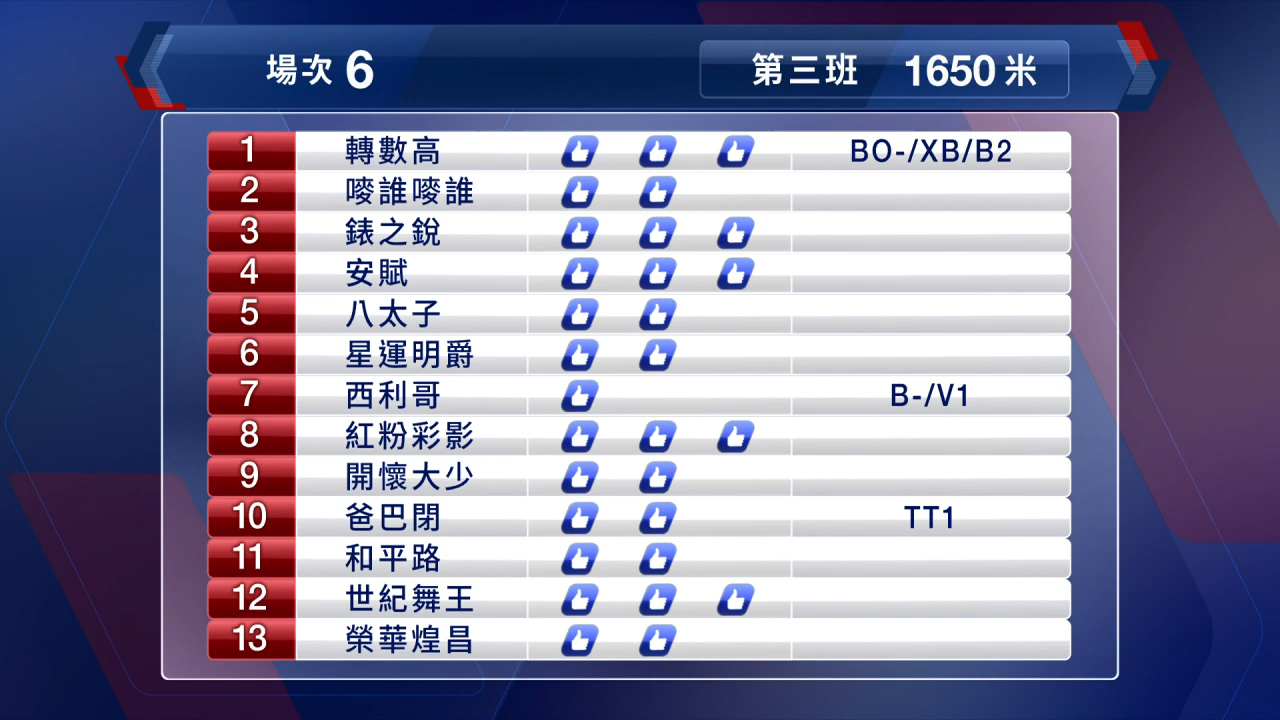 場次 6 第三班 1650 米
1 轉數高 BO-/XB/B2
2 嘜誰嘜誰
3 錶之銳
4 安賦
5 八太子
6 星運明爵
7 西利哥 B-/V1
8 紅粉彩影
9 開懷大少
10 爸巴閉 TT1
11 和平路
12 世紀舞王
13 榮華煌昌